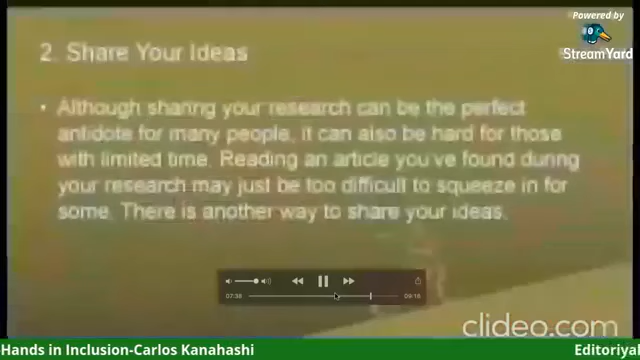 Powered by
StreamYard
2. Share Your Ideas
• Although sharing your research can be the perfect
antidote for many people, it can also be hard for those
with limited time. Reading an article you've found during
your research may just be too difficult to squeeze in for
some. There is another way to share your ideas.
07:38
09:18
clideo.com
Hands in Inclusion-Carlos Kanahashi
Editoriyal